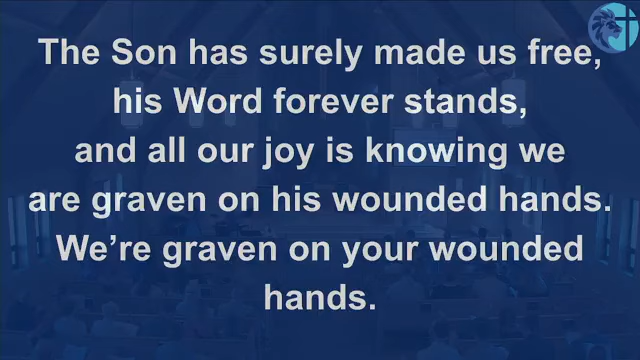 The Son has surely made us free,
his Word forever stands,
and all our joy is knowing we
are graven on his wounded hands.
We’re graven on your wounded
hands.